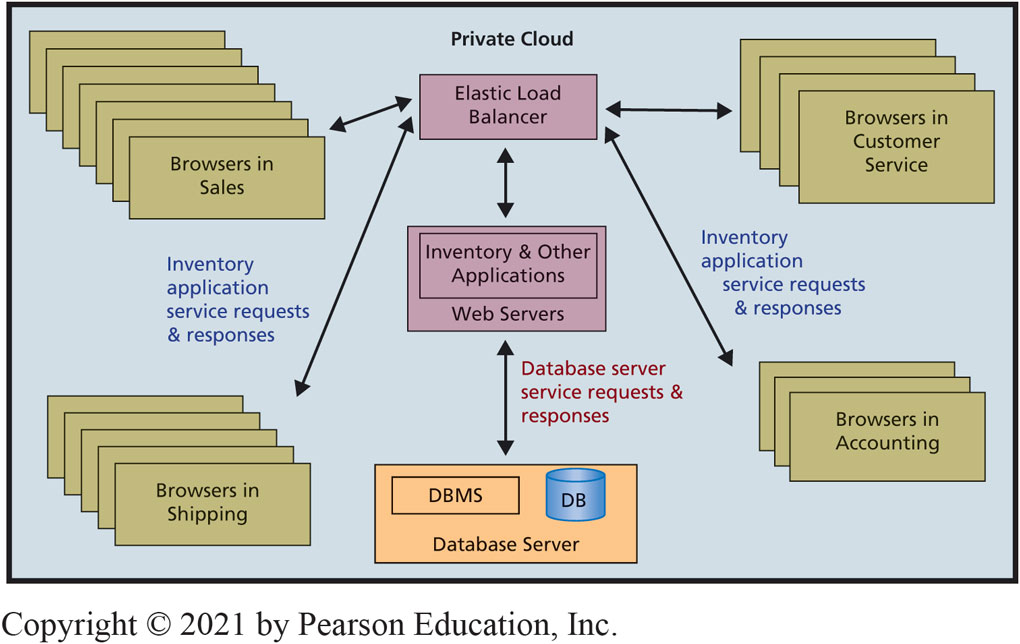 Private Cloud
Elastic Load
Balancer
Browsers in
Sales
Browsers in
Customer
Service
Inventory & Other
Applications
Web Servers
Inventory
application
service requests
& responses
Inventory
application
service requests
& responses
Database server
service requests &
responses
Browsers in
Shipping
Browsers in
Accounting
DBMS
DB
Database Server
Copyright © 2021 by Pearson Education, Inc.